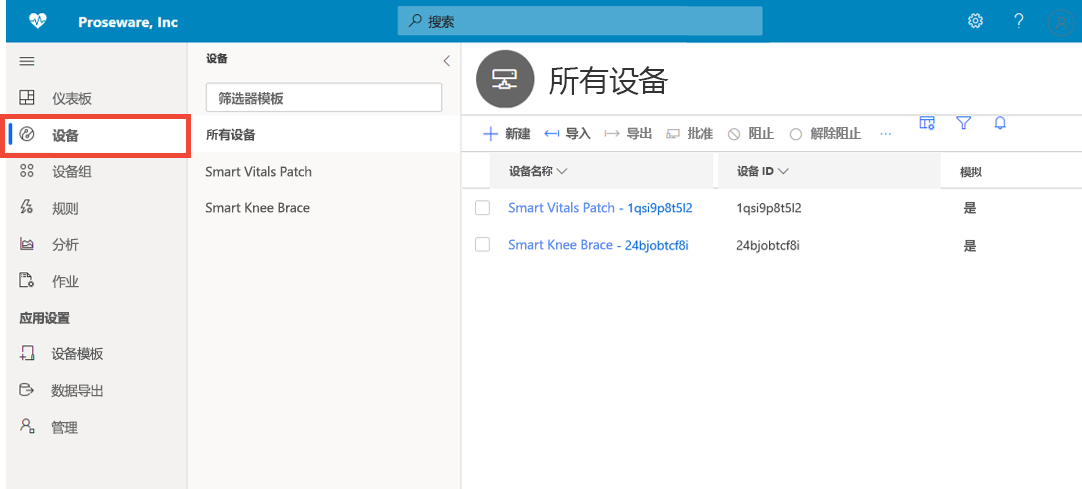 Proseware, Inc
搜索
?
仪表板
设备
设备组
规则
分析
作业
应用设置
设备模板
数据导出
管理
设备
筛选器模板
所有设备
Smart Vitals Patch
Smart Knee Brace
所有设备
新建 导入 导出 批准 阻止 解除阻止 ...
设备名称 设备 ID 模拟
Smart Vitals Patch - 1qsi9p8t5l2 1qsi9p8t5l2 是
Smart Knee Brace - 24bjobtcf8i 24bjobtcf8i 是